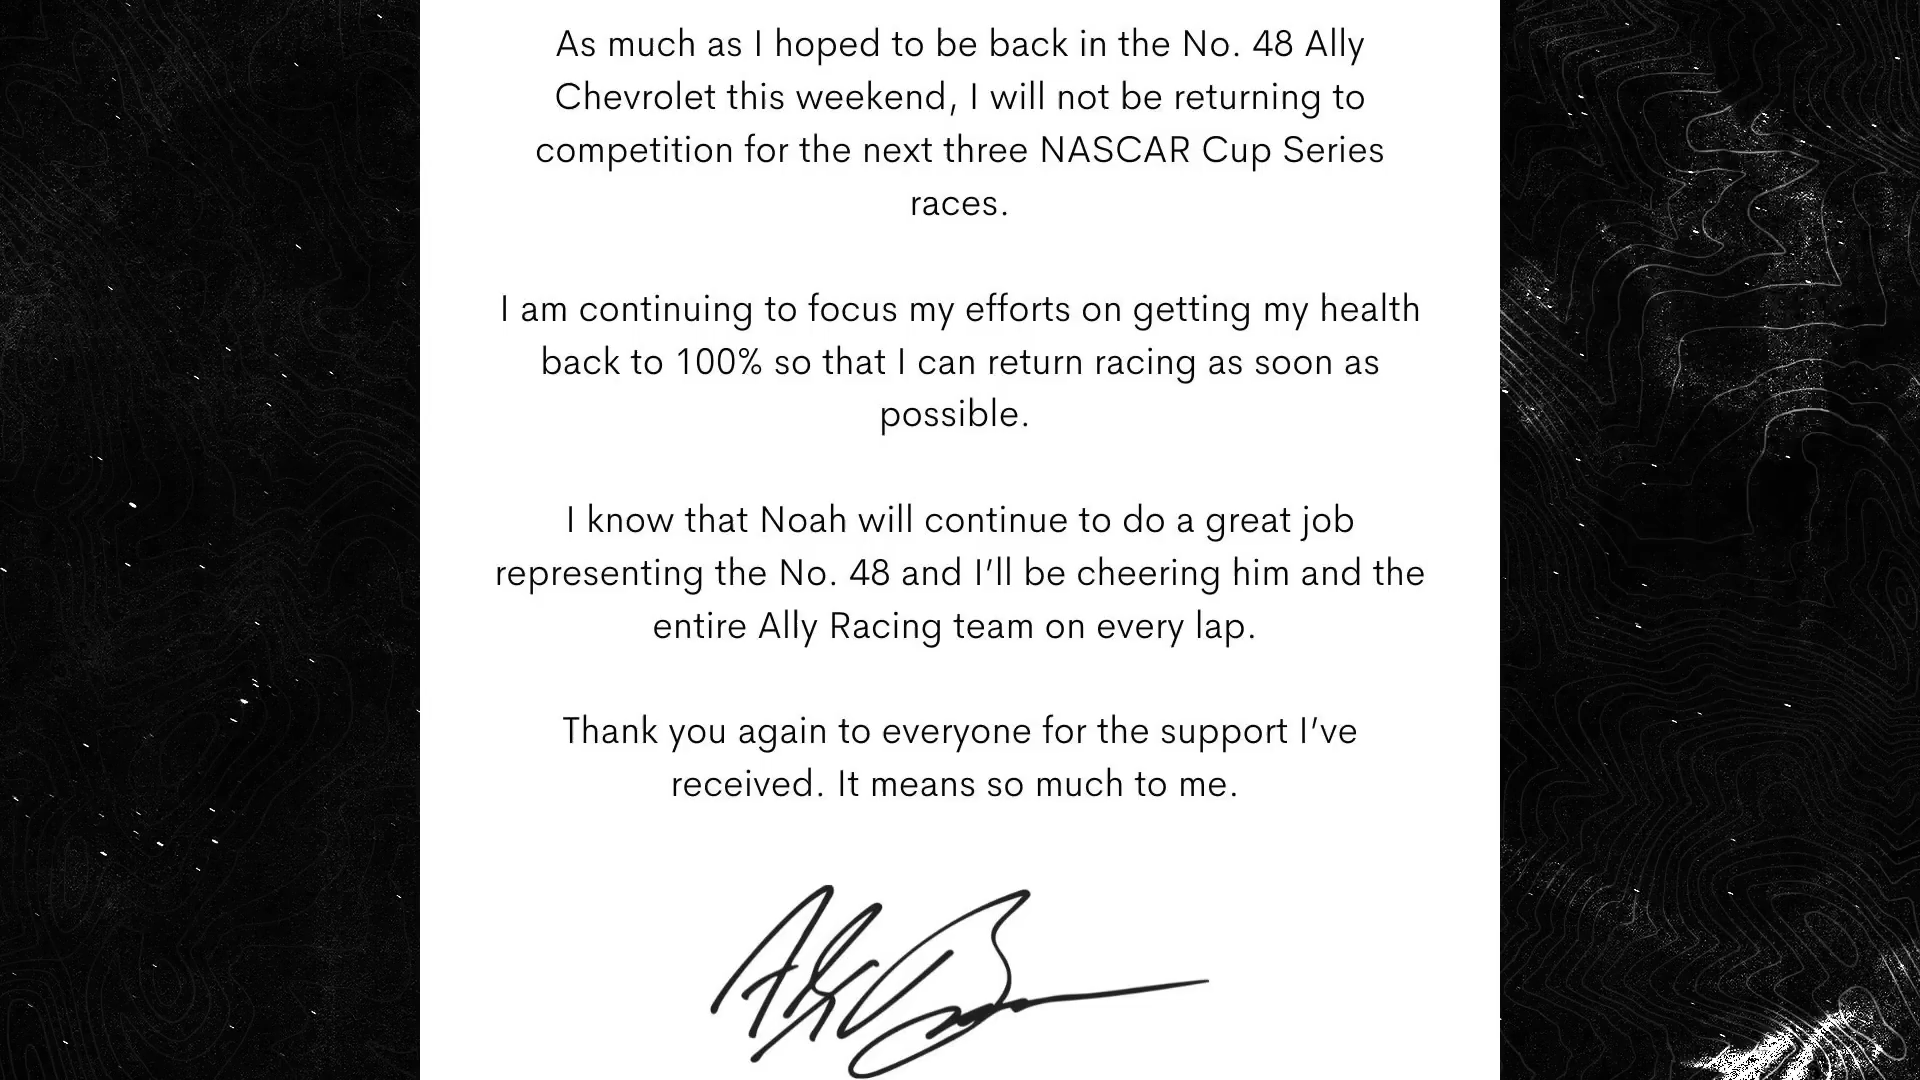 As much as I hoped to be back in the No. 48 Ally
Chevrolet this weekend, I will not be returning to
competition for the next three NASCAR Cup Series
races.
I am continuing to focus my efforts on getting my health
back to 100% so that I can return racing as soon as
possible.
I know that Noah will continue to do a great job
representing the No. 48 and I’ll be cheering him and the
entire Ally Racing team on every lap.
Thank you again to everyone for the support I’ve
received. It means so much to me.